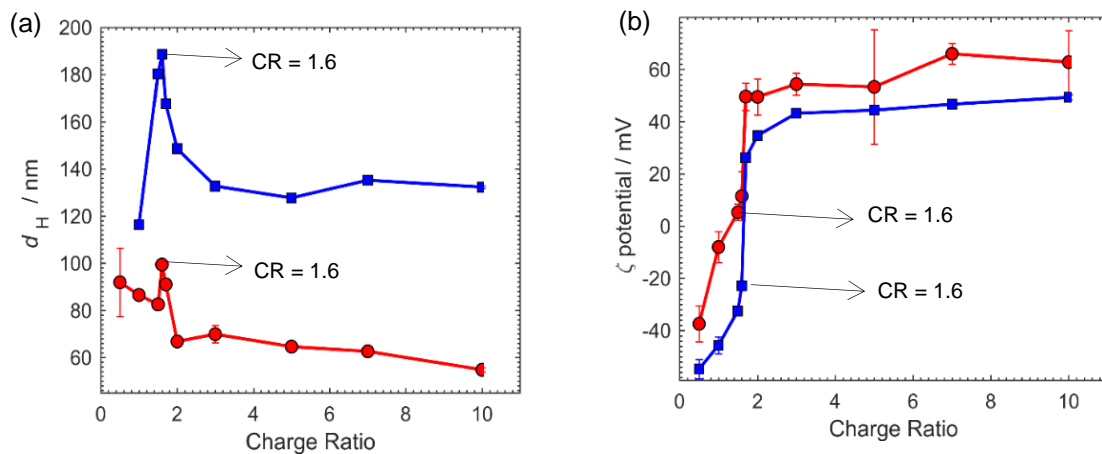 (a)
200
180
160
140
120
100
80
60
d H / nm
0
2
4
6
8
10
Charge Ratio
CR = 1.6
CR = 1.6
(b)
60
40
20
0
-20
-40
ζ potential / mV
0
2
4
6
8
10
Charge Ratio
CR = 1.6
CR = 1.6